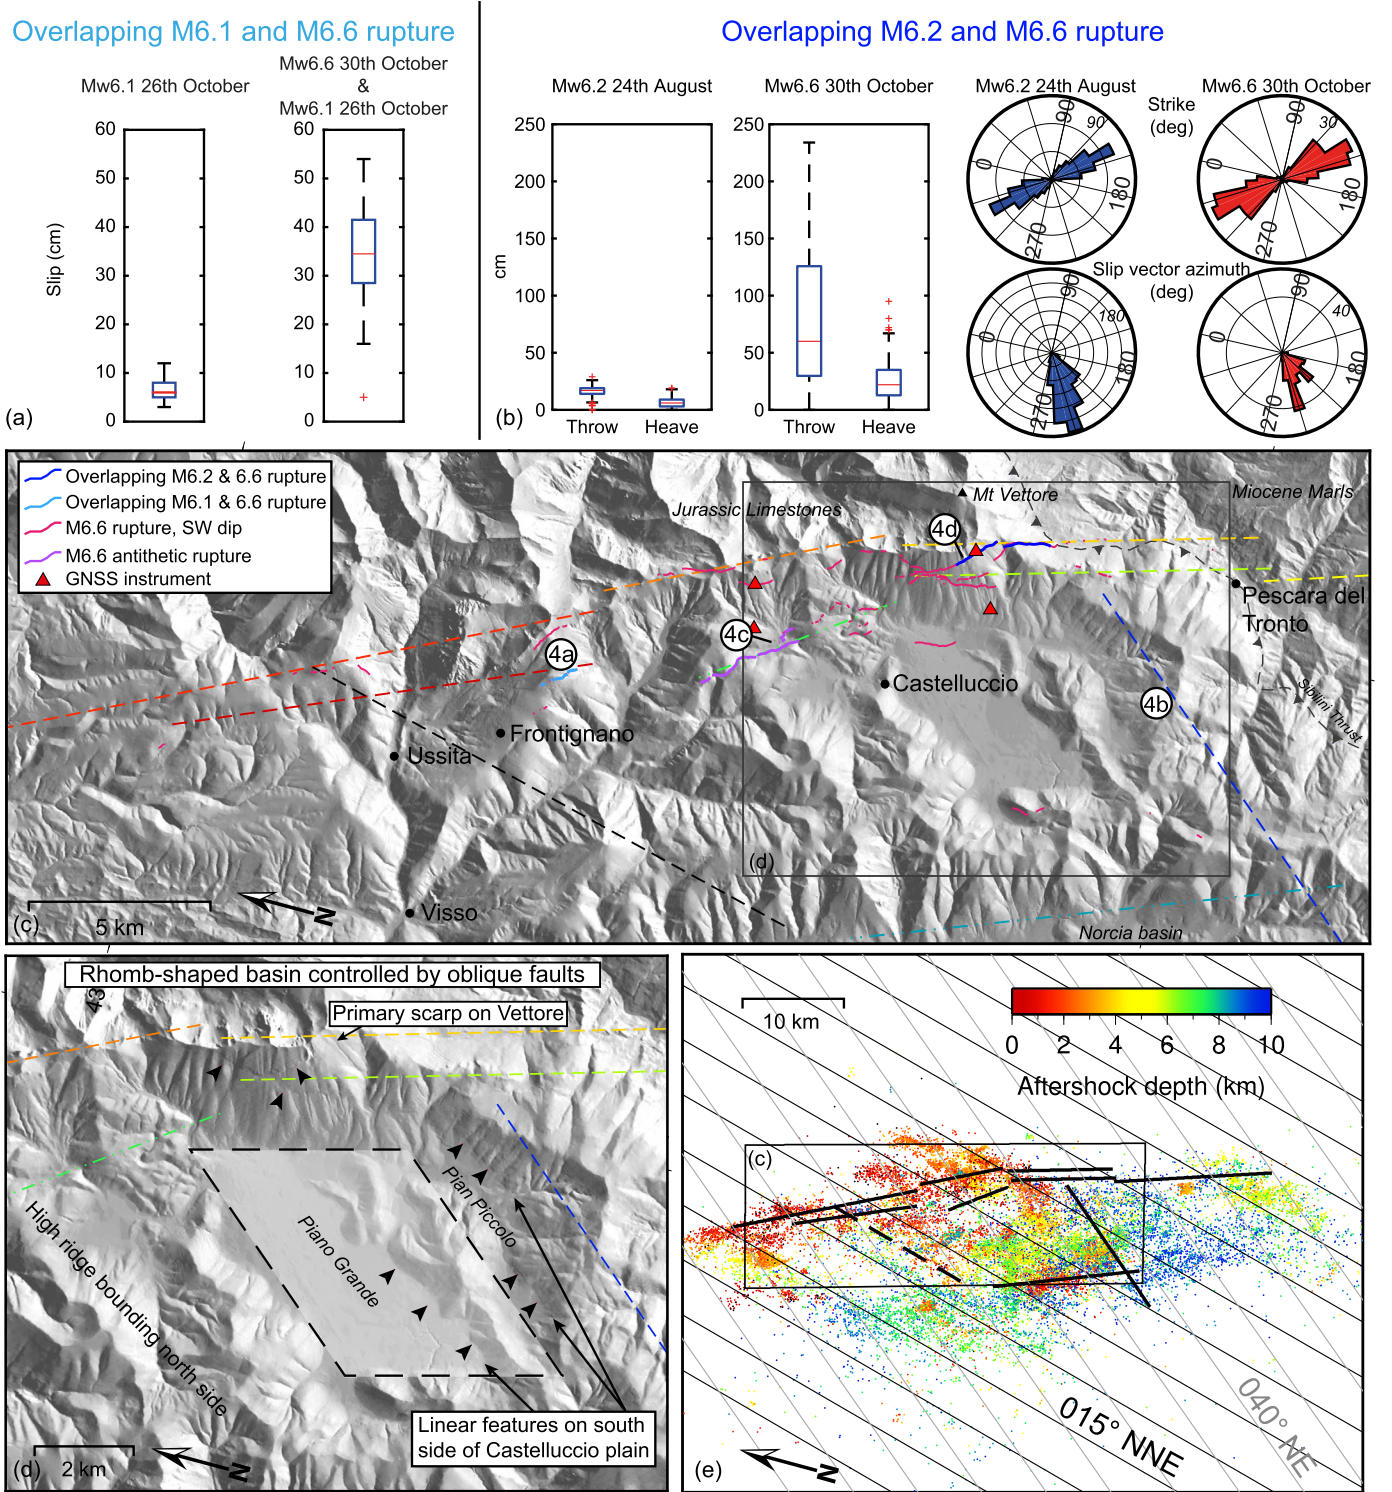 Overlapping M6.1 and M6.6 rupture
Overlapping M6.2 and M6.6 rupture
Mw6.1 26th October
Mw6.6 30th October
&
Mw6.1 26th October
Slip (cm)
60
50
40
30
20
10
0
60
50
40
30
20
10
0
(a)
Mw6.2 24th August
Mw6.6 30th October
cm
250
200
150
100
50
0
Throw
Heave
250
200
150
100
50
0
Throw
Heave
(b)
Mw6.2 24th August
Mw6.6 30th October
Strike
(deg)
0
90
90
180
270
0
90
30
180
270
Slip vector azimuth
(deg)
0
90
180
180
270
0
90
40
180
270
Overlapping M6.2 & 6.6 rupture
Overlapping M6.1 & 6.6 rupture
M6.6 rupture, SW dip
M6.6 antithetic rupture
GNSS instrument
Jurassic Limestones
Mt Vettore
Miocene Marls
4d
4c
4a
4b
Pescara del
Tronto
Castelluccio
Sibilini Thrust
Frontignano
Ussita
Visso
Norcia basin
(d)
(c)
5 km
N
Rhomb-shaped basin controlled by oblique faults
43
Primary scarp on Vettore
Pian Piccolo
Piano Grande
High ridge bounding north side
Linear features on south
side of Castelluccio plain
(d)
2 km
N
10 km
0
2
4
6
8
10
Aftershock depth (km)
(c)
015° NNE
040° NE
(e)
N